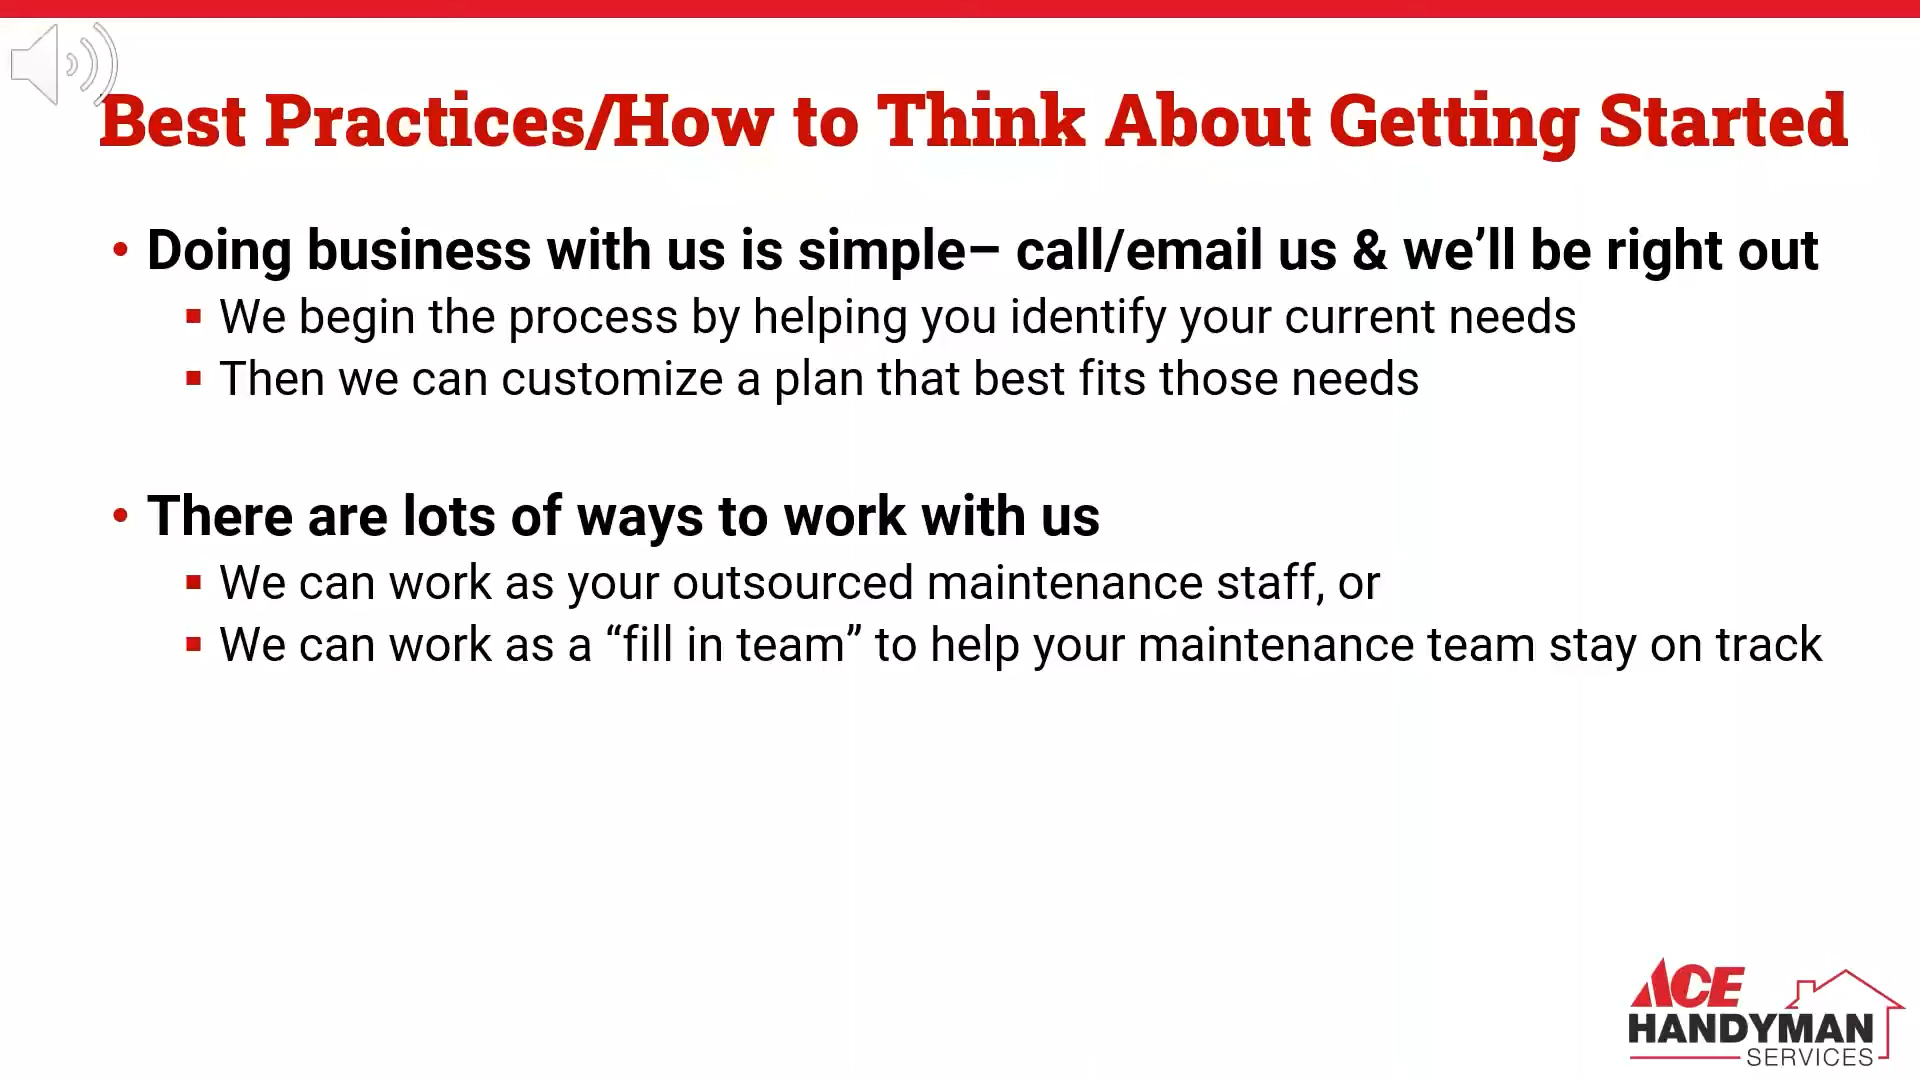 Best Practices/How to Think About Getting Started
• Doing business with us is simple– call/email us & we’ll be right out
▪ We begin the process by helping you identify your current needs
▪ Then we can customize a plan that best fits those needs
• There are lots of ways to work with us
▪ We can work as your outsourced maintenance staff, or
▪ We can work as a “fill in team” to help your maintenance team stay on track
ACE
HANDYMAN
SERVICES